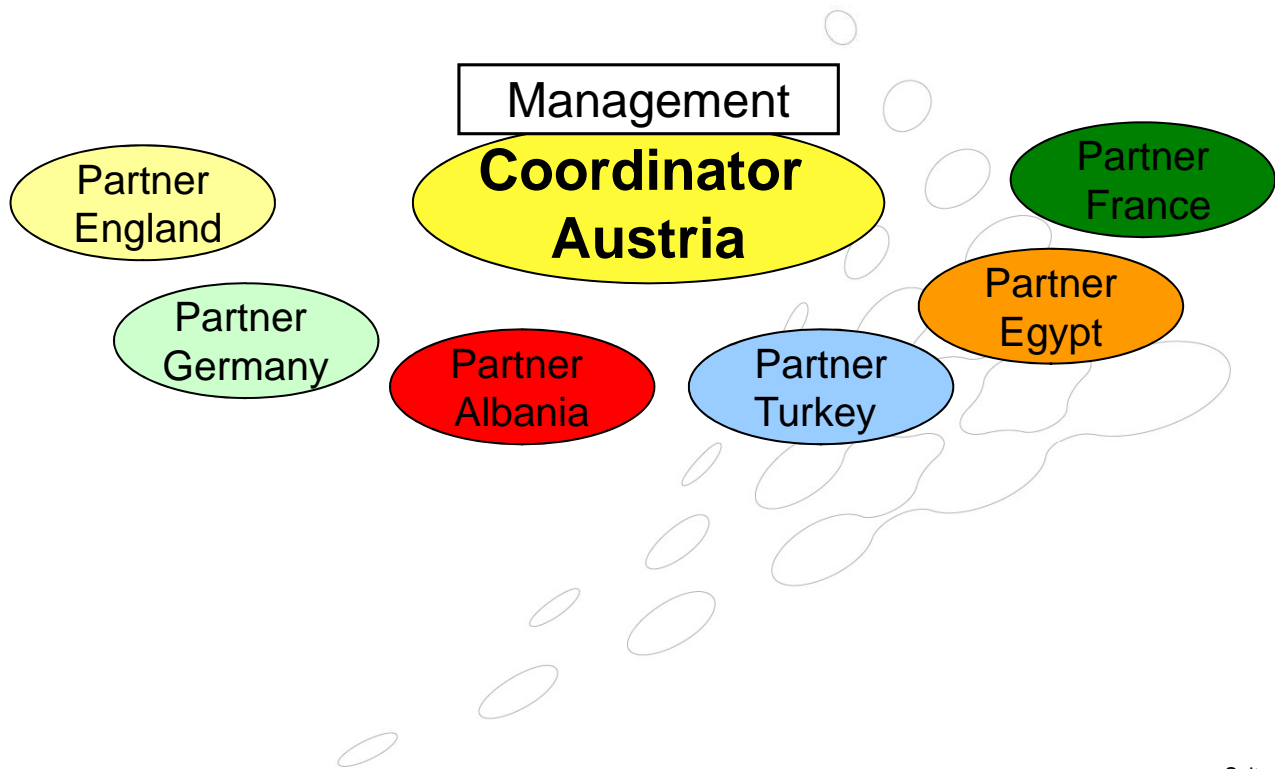 Management
Coordinator
Austria
Partner
England
Partner
France
Partner
Germany
Partner
Egypt
Partner
Albania
Partner
Turkey